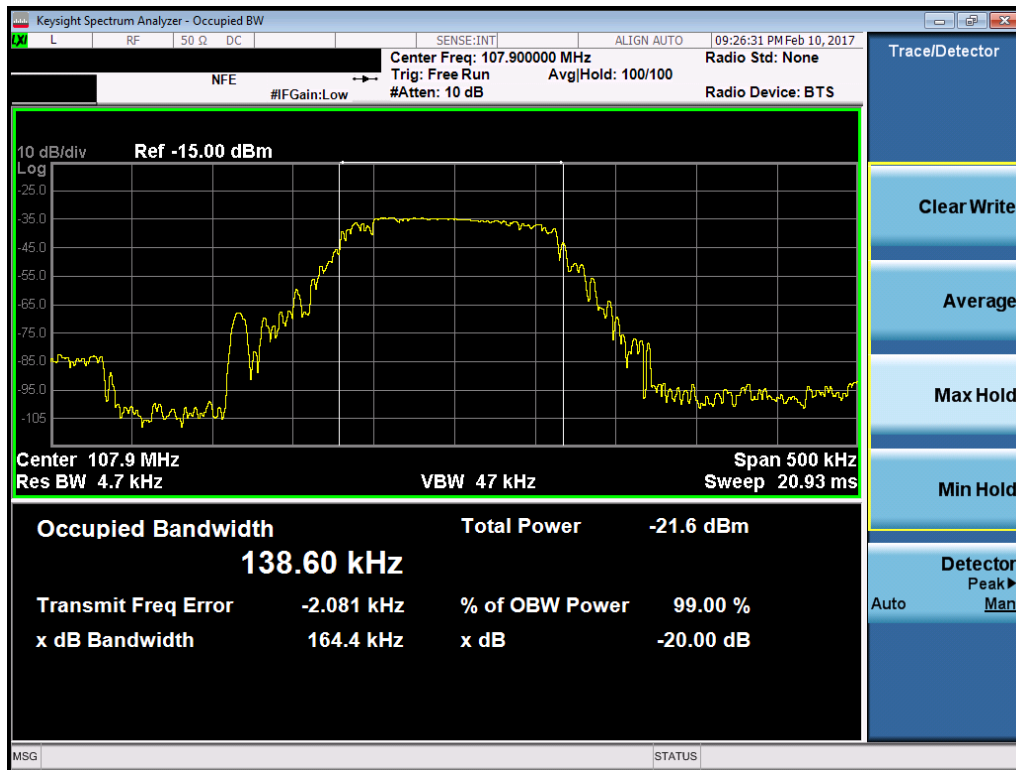 Keysight Spectrum Analyzer - Occupied BW
LXI L RF 50 Ω DC SENSE:INT ALIGN AUTO 09:26:31 PM Feb 10, 2017
Center Freq: 107.900000 MHz Radio Std: None
NFE Trig: Free Run Avg|Hold: 100/100
#IFGain:Low #Atten: 10 dB Radio Device: BTS
10 dB/div Ref -15.00 dBm
Log
-25.0
-35.0
-45.0
-55.0
-65.0
-75.0
-85.0
-95.0
-105
Center 107.9 MHz Span 500 kHz
Res BW 4.7 kHz VBW 47 kHz Sweep 20.93 ms
Occupied Bandwidth Total Power -21.6 dBm
138.60 kHz
Transmit Freq Error -2.081 kHz % of OBW Power 99.00 %
x dB Bandwidth 164.4 kHz x dB -20.00 dB
MSG STATUS
Trace/Detector
Clear Write
Average
Max Hold
Min Hold
Detector
Peak▶
Auto Man